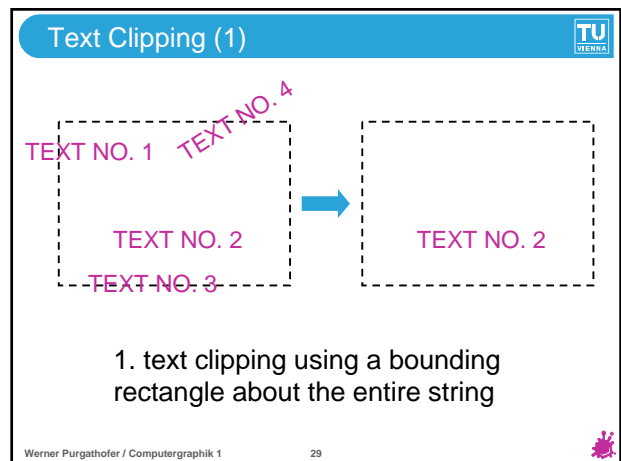 Text Clipping (1)
TU
VIENNA
TEXT NO. 4
TEXT NO. 1
TEXT NO. 2
TEXT NO. 2
TEXT NO. 3
1. text clipping using a bounding
rectangle about the entire string
Werner Purgathofer / Computergraphik 1 29